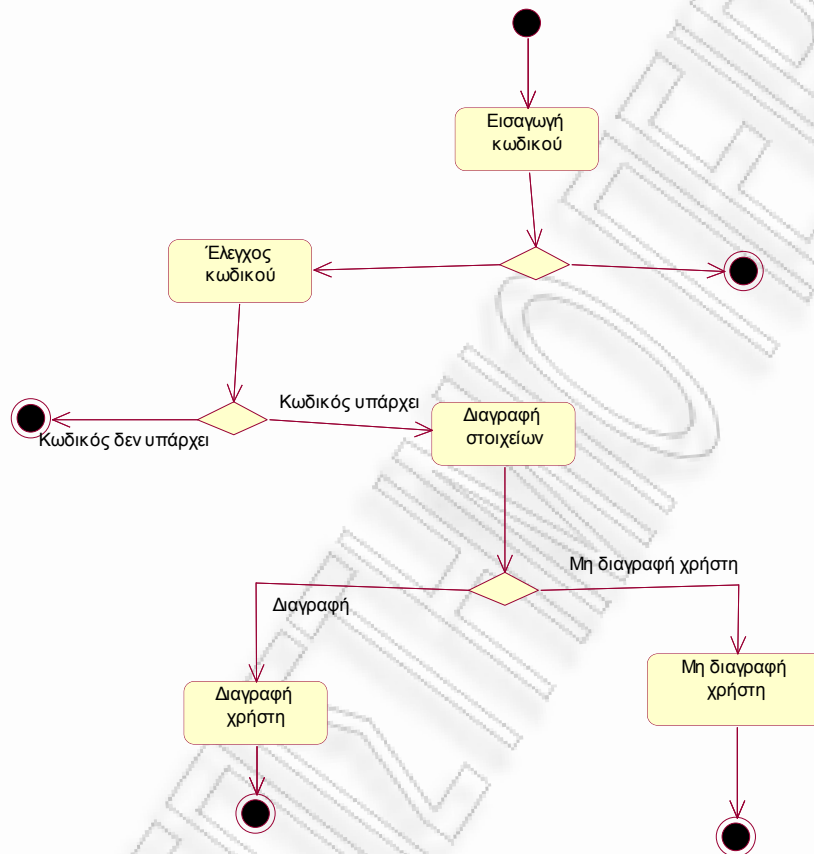 Εισαγωγή
κωδικού
Έλεγχος
κωδικού
Κωδικός υπάρχει
Κωδικός δεν υπάρχει
Διαγραφή
στοιχείων
Μη διαγραφή χρήστη
Διαγραφή
Διαγραφή
χρήστη
Μη διαγραφή
χρήστη